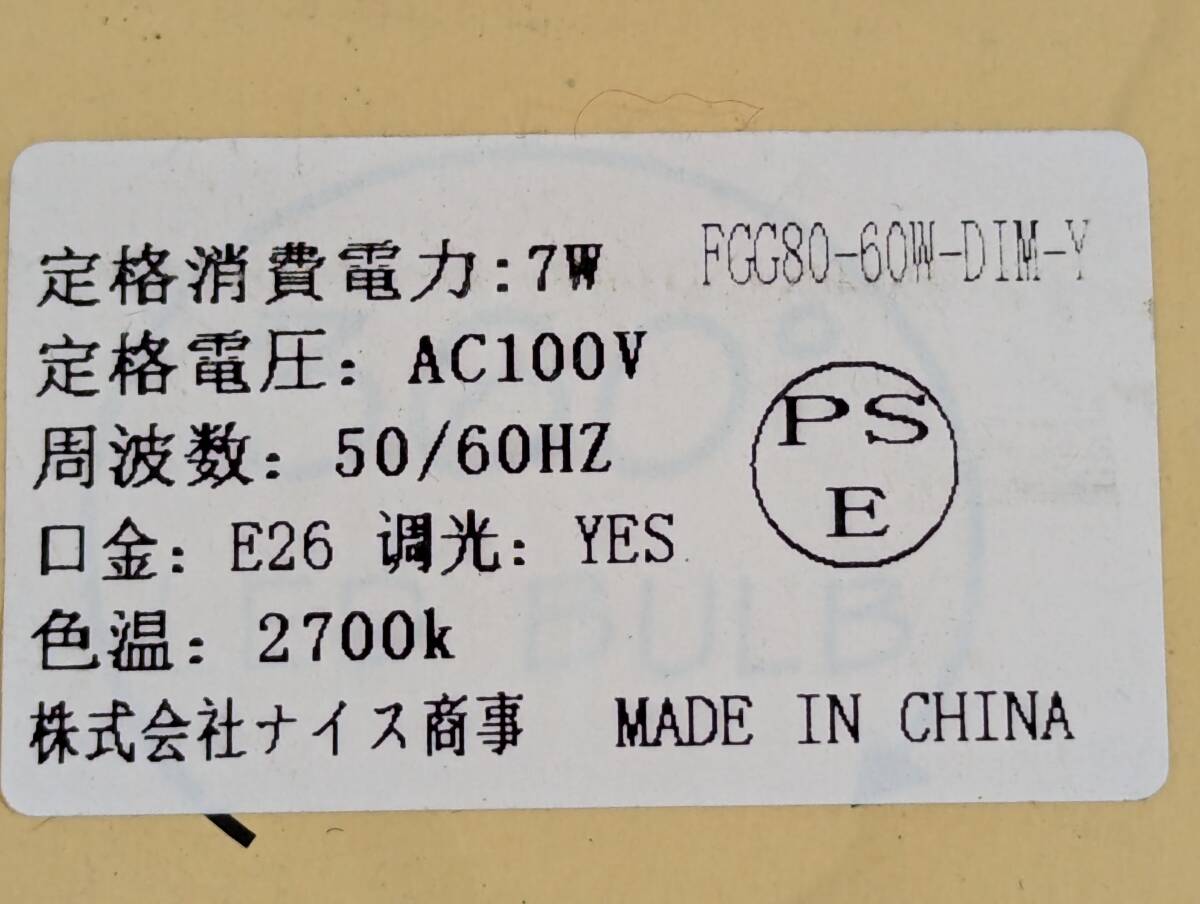 定格消費電力:7W
FGG80-60W-DIM-Y
定格電圧: AC100V
周波数: 50/60HZ
PS
E
口金: E26 调光: YES
色温: 2700k
株式会社ナイス商事 MADE IN CHINA